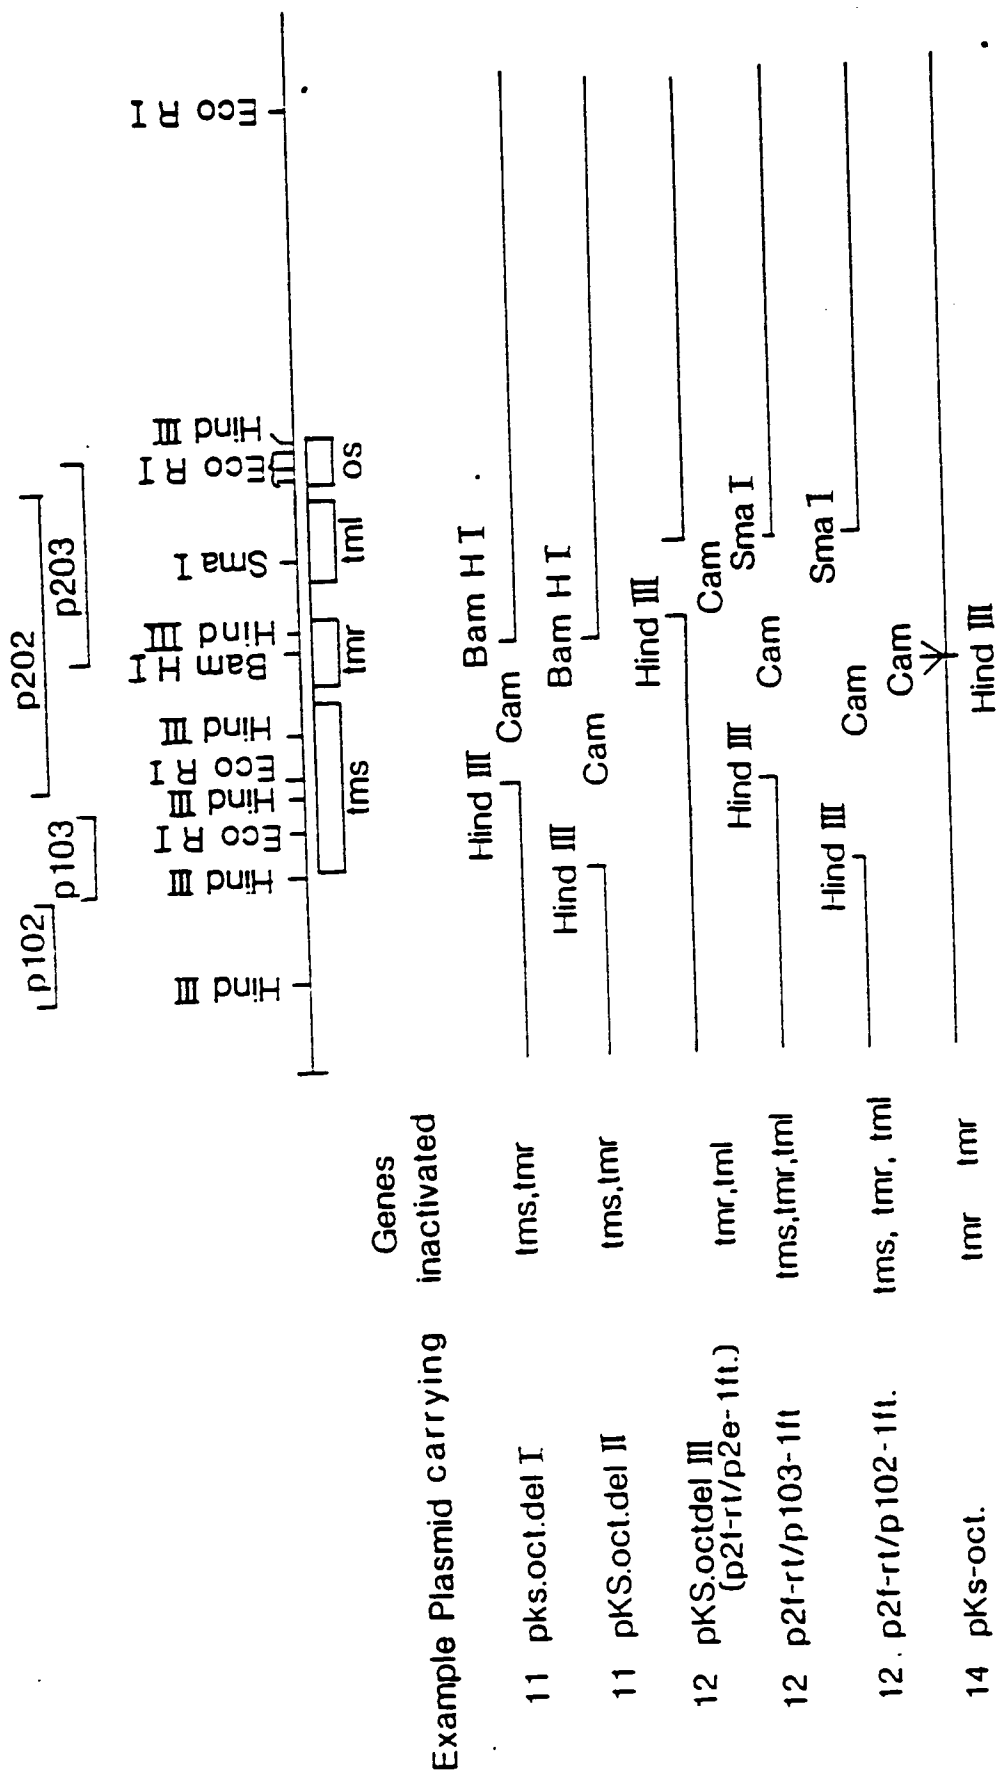 p202
p102
p103
p203
Hind III
Hind III
Eco R I
Hind III
Eco R I
Hind III
Bam H I
Hind III
Sma I
Eco R I
Hind III
Eco R I
tms
tmr
tml
os
Example Plasmid carrying
Genes
inactivated
11 pks.oct.del I
tms,tmr
Hind III
Cam
Bam H I
11 pKS.oct.del II
tms,tmr
Hind III
Cam
Bam H I
12 pKS.octdel III
(p2f-rt/p2e-1ft.)
tmr,tml
Hind III
Cam
Sma I
12 p2f-rt/p103-1ft
tms,tmr,tml
Hind III
Cam
Sma I
12. p2f-rt/p102-1ft.
tms, tmr, tml
Hind III
Cam
14 pKs-oct.
tmr tmr
Cam
Hind III